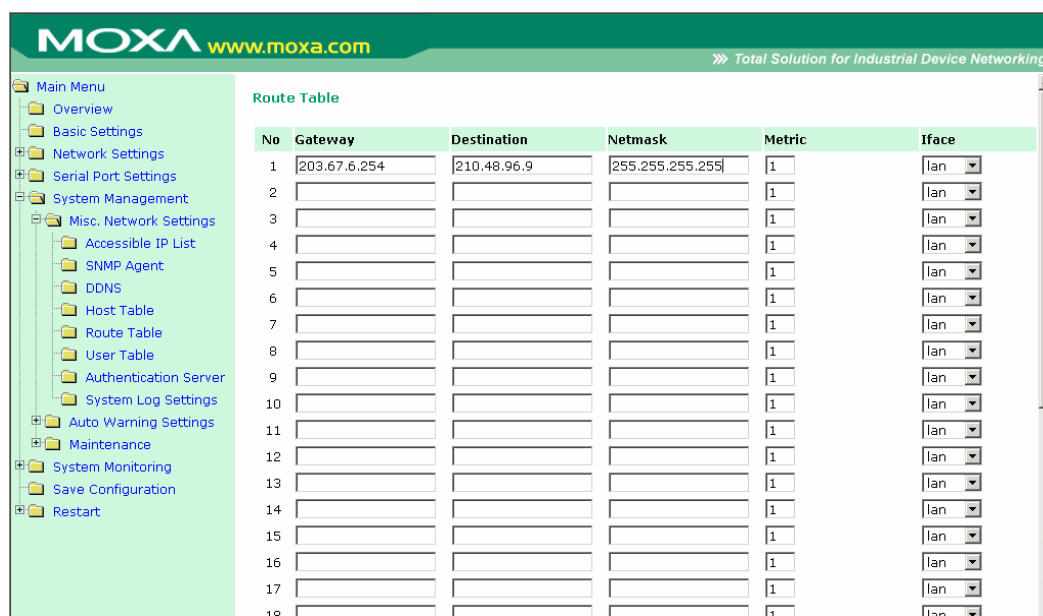 MOXA www.moxa.com
Total Solution for Industrial Device Networking
Main Menu
Overview
Basic Settings
Network Settings
Serial Port Settings
System Management
Misc. Network Settings
Accessible IP List
SNMP Agent
DDNS
Host Table
Route Table
User Table
Authentication Server
System Log Settings
Auto Warning Settings
Maintenance
System Monitoring
Save Configuration
Restart
Route Table
No Gateway Destination Netmask Metric Iface
1 203.67.6.254 210.48.96.9 255.255.255.255 1 lan
2 1 lan
3 1 lan
4 1 lan
5 1 lan
6 1 lan
7 1 lan
8 1 lan
9 1 lan
10 1 lan
11 1 lan
12 1 lan
13 1 lan
14 1 lan
15 1 lan
16 1 lan
17 1 lan
18 1 lan